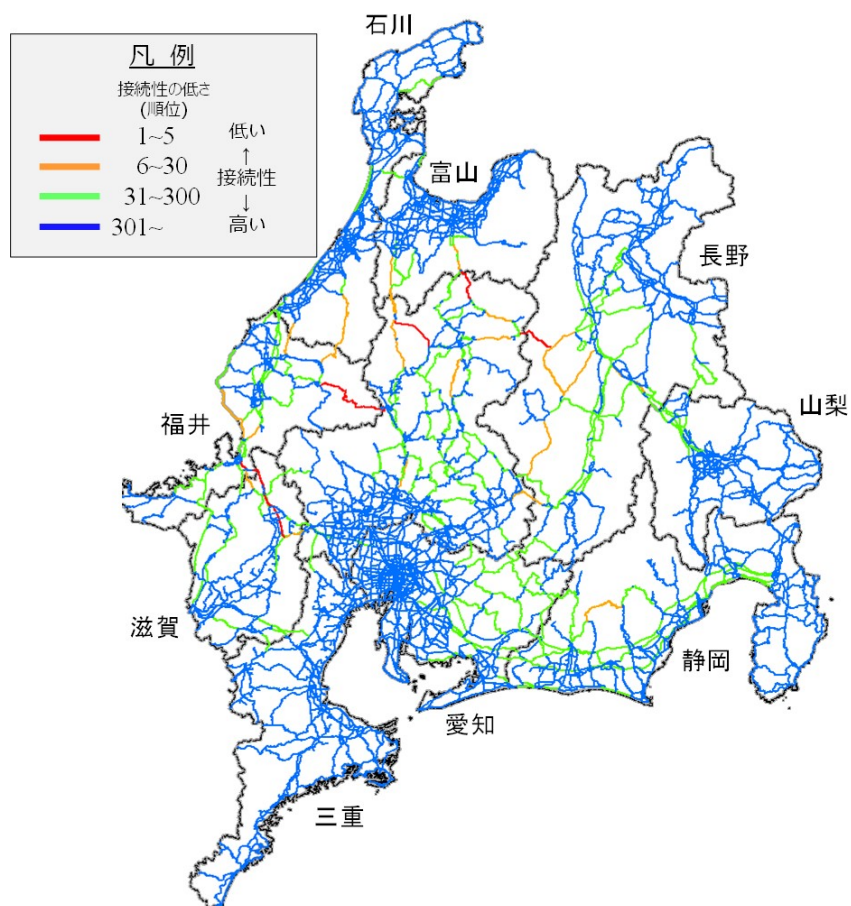 凡 例
接続性の低さ
(順位)
1~5
6~30
31~300
301~
低い
↑
接続性
↓
高い
石川
富山
長野
山梨
福井
滋賀
静岡
愛知
三重